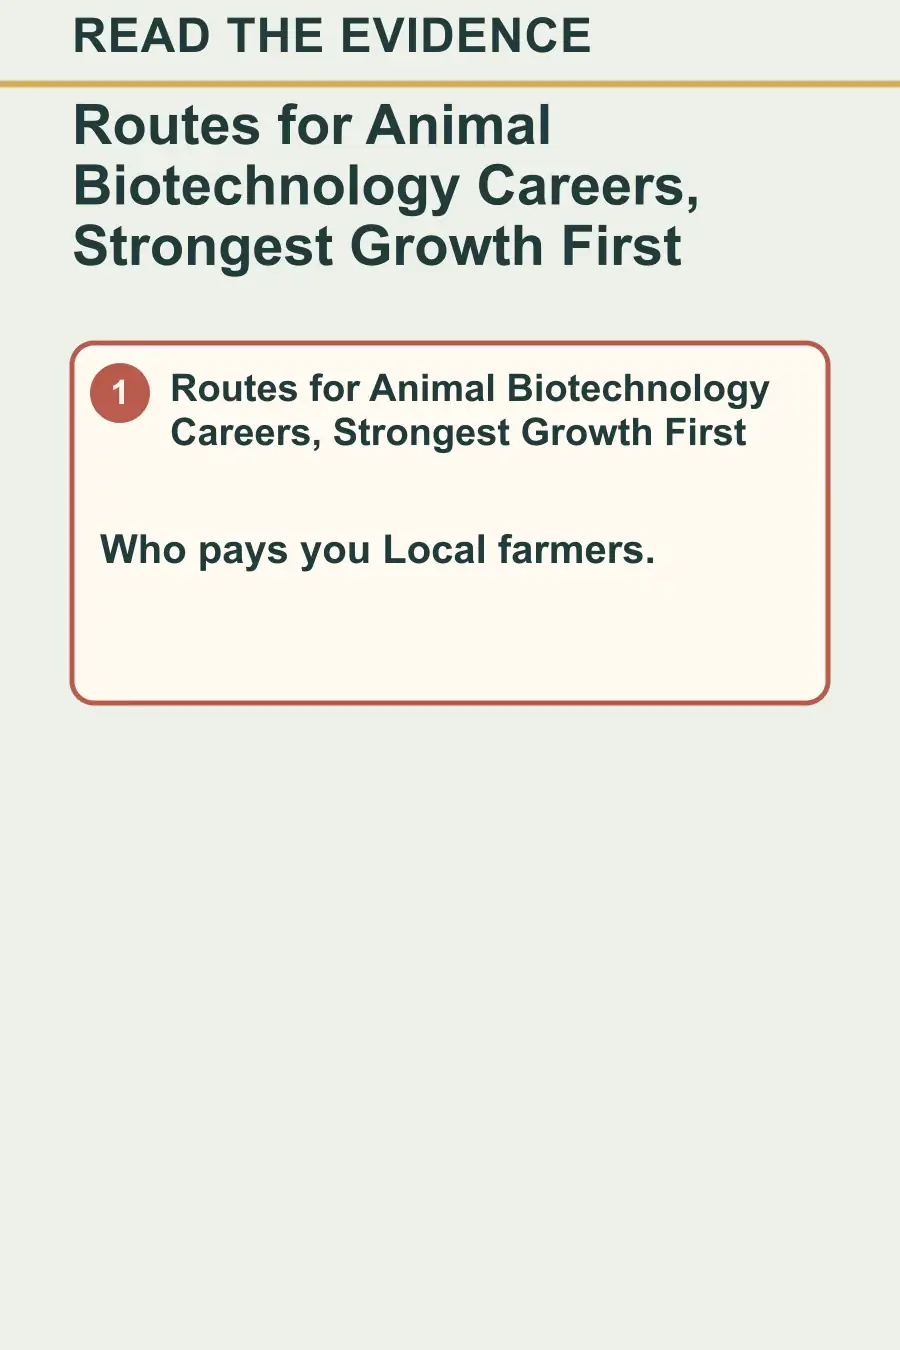 READ THE EVIDENCE
Routes for Animal
Biotechnology Careers,
Strongest Growth First
1
Routes for Animal Biotechnology
Careers, Strongest Growth First
Who pays you Local farmers.